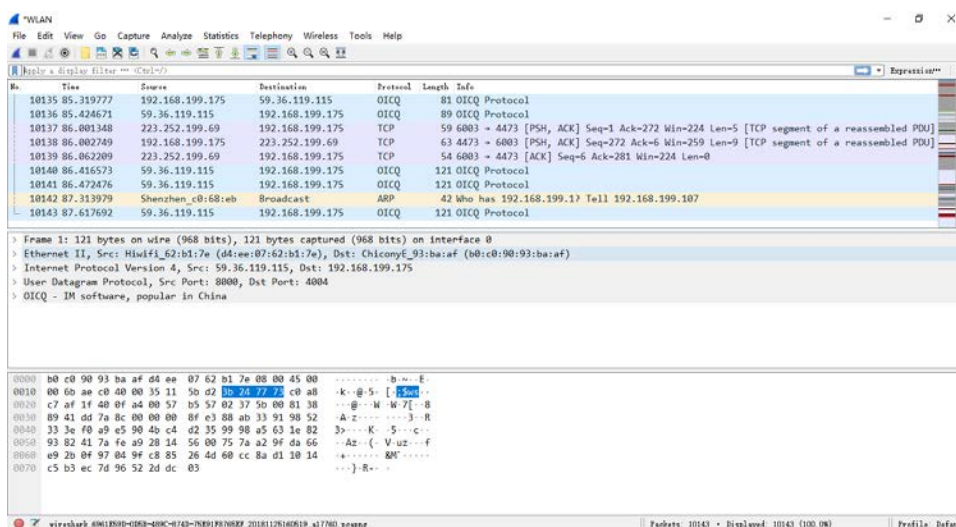 *WLAN
File Edit View Go Capture Analyze Statistics Telephony Wireless Tools Help
Apply a display filter ... <Ctrl-/> Expression...
No. Time Source Destination Protocol Length Info
10135 85.319777 192.168.199.175 59.36.119.115 OICQ 81 OICQ Protocol
10136 85.424671 59.36.119.115 192.168.199.175 OICQ 89 OICQ Protocol
10137 86.001348 223.252.199.69 192.168.199.175 TCP 59 6003 → 4473 [PSH, ACK] Seq=1 Ack=272 Win=224 Len=5 [TCP segment of a reassembled PDU]
10138 86.002749 192.168.199.175 223.252.199.69 TCP 63 4473 → 6003 [PSH, ACK] Seq=272 Ack=6 Win=259 Len=9 [TCP segment of a reassembled PDU]
10139 86.062209 223.252.199.69 192.168.199.175 TCP 54 6003 → 4473 [ACK] Seq=6 Ack=281 Win=224 Len=0
10140 86.416573 59.36.119.115 192.168.199.175 OICQ 121 OICQ Protocol
10141 86.472476 59.36.119.115 192.168.199.175 OICQ 121 OICQ Protocol
10142 87.313979 Shenzhen_c0:68:eb Broadcast ARP 42 Who has 192.168.199.1? Tell 192.168.199.107
10143 87.617692 59.36.119.115 192.168.199.175 OICQ 121 OICQ Protocol
> Frame 1: 121 bytes on wire (968 bits), 121 bytes captured (968 bits) on interface 0
> Ethernet II, Src: Hiwifi_62:b1:7e (d4:ee:07:62:b1:7e), Dst: ChiconyE_93:ba:af (b0:c0:90:93:ba:af)
> Internet Protocol Version 4, Src: 59.36.119.115, Dst: 192.168.199.175
> User Datagram Protocol, Src Port: 8000, Dst Port: 4004
> OICQ - IM software, popular in China
0000 b0 c0 90 93 ba af d4 ee 07 62 b1 7e 08 00 45 00 ········ ·b·~··E·
0010 00 6b ae c0 40 00 35 11 5b d2 3b 24 77 73 c0 a8 ·k··@·5· [·;$ws··
0020 c7 af 1f 40 0f a4 00 57 b5 57 02 37 5b 00 81 38 ···@···W ·W·7[··8
0030 89 41 dd 7a 8c 00 00 00 8f e3 88 ab 33 91 98 52 ·A·z···· ····3··R
0040 33 3e f0 a9 e5 90 4b c4 d2 35 99 98 a5 63 1e 82 3>····K· ·5···c··
0050 93 82 41 7a fe a9 28 14 56 00 75 7a a2 9f da 66 ··Az··(· V·uz···f
0060 e9 2b 0f 97 04 9f c8 85 26 4d 60 cc 8a d1 10 14 ·+······ &M`·····
0070 c5 b3 ec 7d 96 52 2d dc 03 ···}·R-· ·
Packets: 10143 · Displayed: 10143 (100.0%)